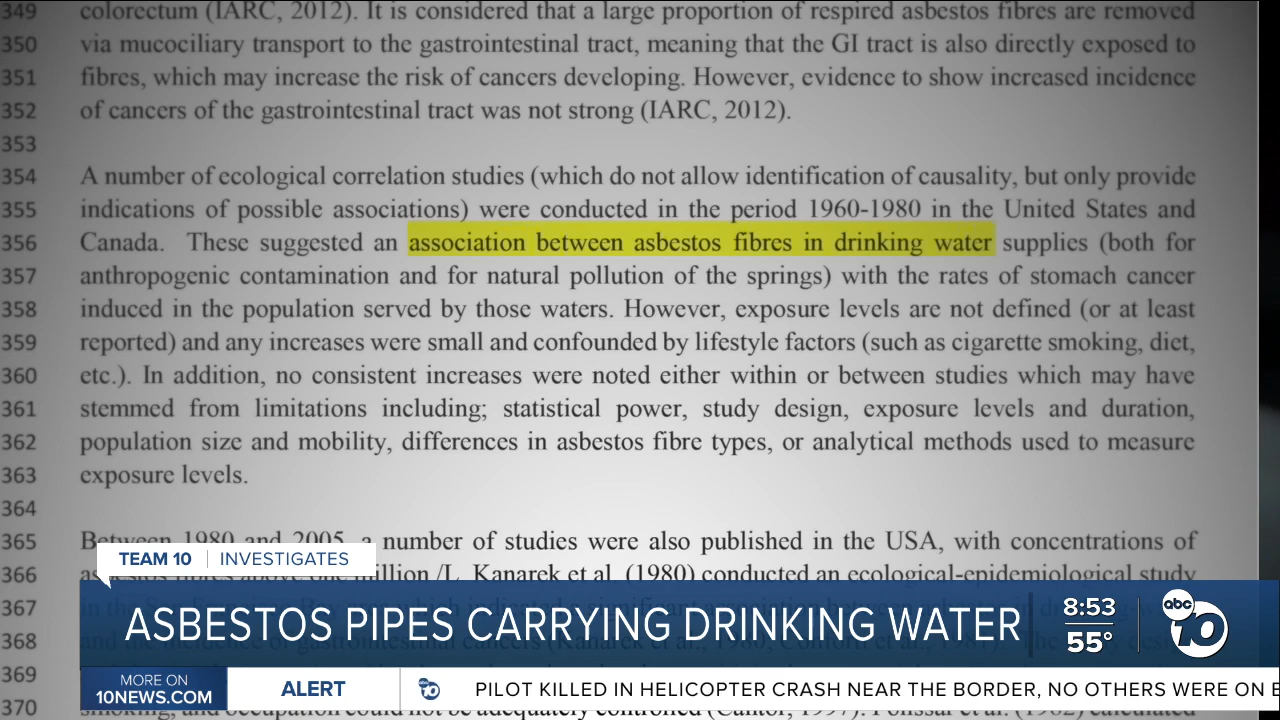 349 colorectum (IARC, 2012). It is considered that a large proportion of respired asbestos fibres are removed
350 via mucociliary transport to the gastrointestinal tract, meaning that the GI tract is also directly exposed to
351 fibres, which may increase the risk of cancers developing. However, evidence to show increased incidence
352 of cancers of the gastrointestinal tract was not strong (IARC, 2012).
353
354 A number of ecological correlation studies (which do not allow identification of causality, but only provide
355 indications of possible associations) were conducted in the period 1960-1980 in the United States and
356 Canada. These suggested an association between asbestos fibres in drinking water supplies (both for
357 anthropogenic contamination and for natural pollution of the springs) with the rates of stomach cancer
358 induced in the population served by those waters. However, exposure levels are not defined (or at least
359 reported) and any increases were small and confounded by lifestyle factors (such as cigarette smoking, diet,
360 etc.). In addition, no consistent increases were noted either within or between studies which may have
361 stemmed from limitations including; statistical power, study design, exposure levels and duration,
362 population size and mobility, differences in asbestos fibre types, or analytical methods used to measure
363 exposure levels.
364
365 Between 1980 and 2005, a number of studies were also published in the USA, with concentrations of
366 million /L. Kanarek et al. (1980) conducted an ecological-epidemiological study
367
368
369
370
TEAM 10 INVESTIGATES
ASBESTOS PIPES CARRYING DRINKING WATER
8:53
55°
abc 10
MORE ON
10NEWS.COM
ALERT
abc 10
PILOT KILLED IN HELICOPTER CRASH NEAR THE BORDER, NO OTHERS WERE ON